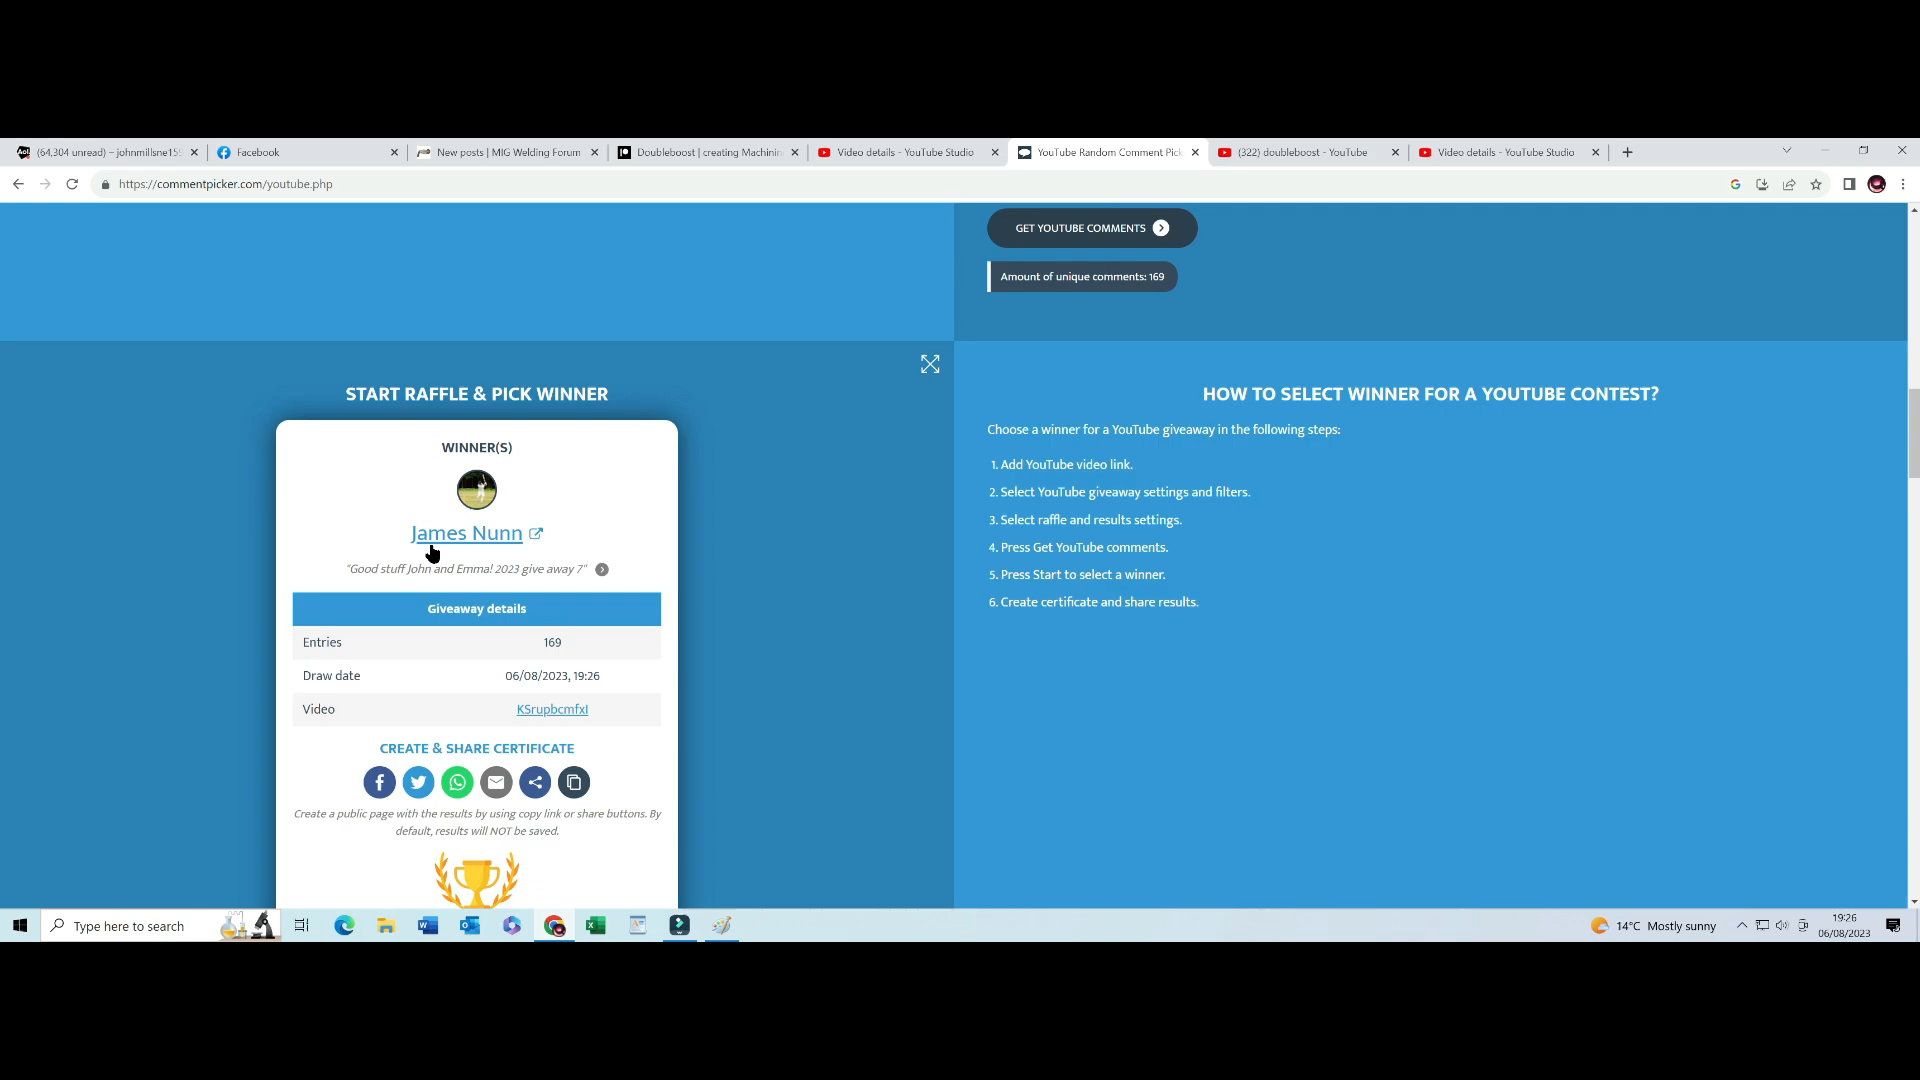 (64,304 unread) – johnmillsne159
Facebook
New posts | MIG Welding Forum
Doubleboost | creating Machinin
Video details - YouTube Studio
YouTube Random Comment Pick
(322) doubleboost - YouTube
Video details - YouTube Studio
https://commentpicker.com/youtube.php
GET YOUTUBE COMMENTS
Amount of unique comments: 169
START RAFFLE & PICK WINNER
WINNER(S)
James Nunn
"Good stuff John and Emma! 2023 give away 7"
Giveaway details
Entries 169
Draw date 06/08/2023, 19:26
Video KSrupbcmfxI
CREATE & SHARE CERTIFICATE
Create a public page with the results by using copy link or share buttons. By
default, results will NOT be saved.
HOW TO SELECT WINNER FOR A YOUTUBE CONTEST?
Choose a winner for a YouTube giveaway in the following steps:
1. Add YouTube video link.
2. Select YouTube giveaway settings and filters.
3. Select raffle and results settings.
4. Press Get YouTube comments.
5. Press Start to select a winner.
6. Create certificate and share results.
Type here to search
14°C Mostly sunny
19:26
06/08/2023